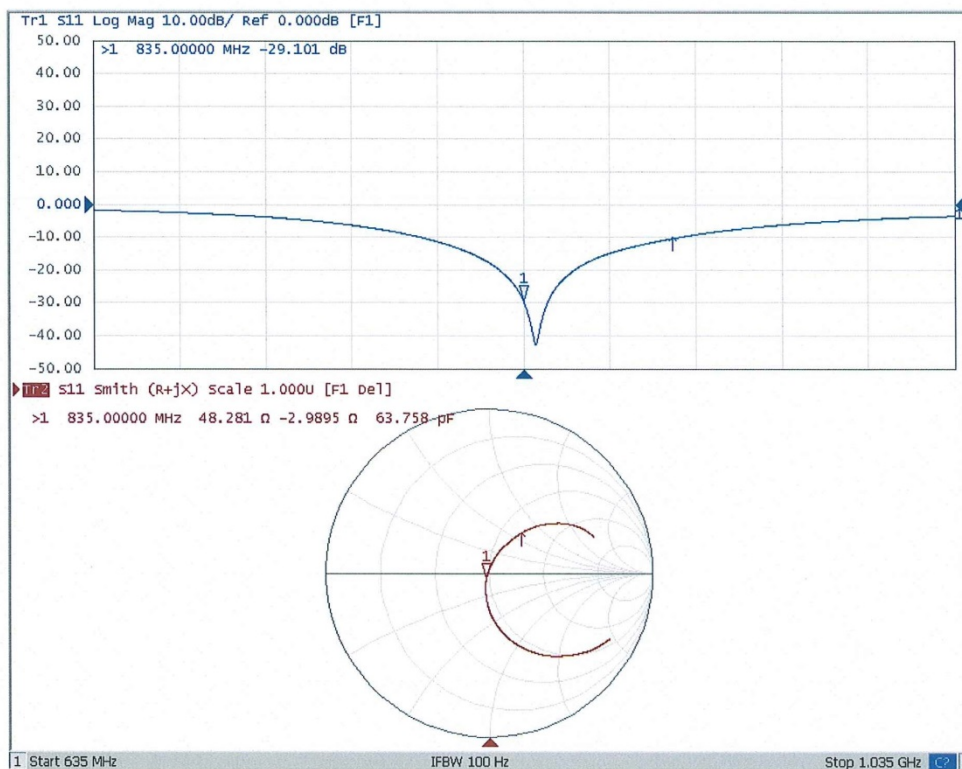 Tr1 S11 Log Mag 10.00dB/ Ref 0.000dB [F1]
50.00
>1 835.00000 MHz -29.101 dB
40.00
30.00
20.00
10.00
0.000
1
-10.00
-20.00
1
-30.00
-40.00
-50.00
Tr2 S11 Smith (R+jX) Scale 1.000U [F1 Del]
>1 835.00000 MHz 48.281 Ω -2.9895 Ω 63.758 pF
1
1 Start 635 MHz IFBW 100 Hz Stop 1.035 GHz C?